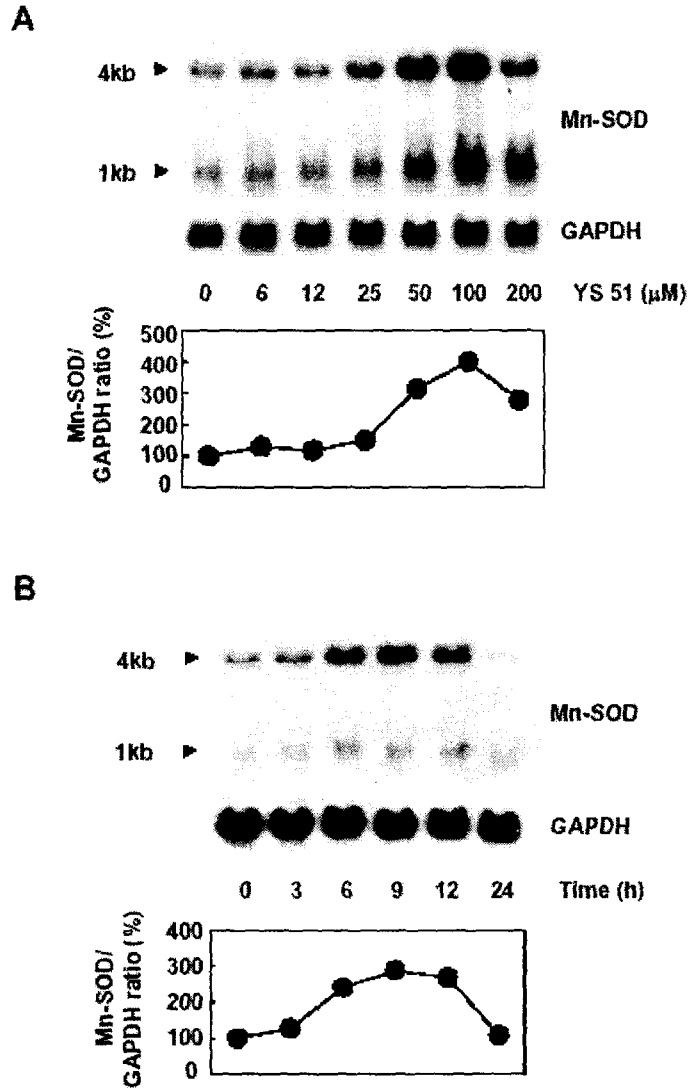 A
4kb
Mn-SOD
1kb
GAPDH
0 6 12 25 50 100 200 YS 51 (µM)
Mn-SOD/
GAPDH ratio (%)
500
400
300
200
100
0
B
4kb
Mn-SOD
1kb
GAPDH
0 3 6 9 12 24 Time (h)
Mn-SOD/
GAPDH ratio (%)
400
300
200
100
0